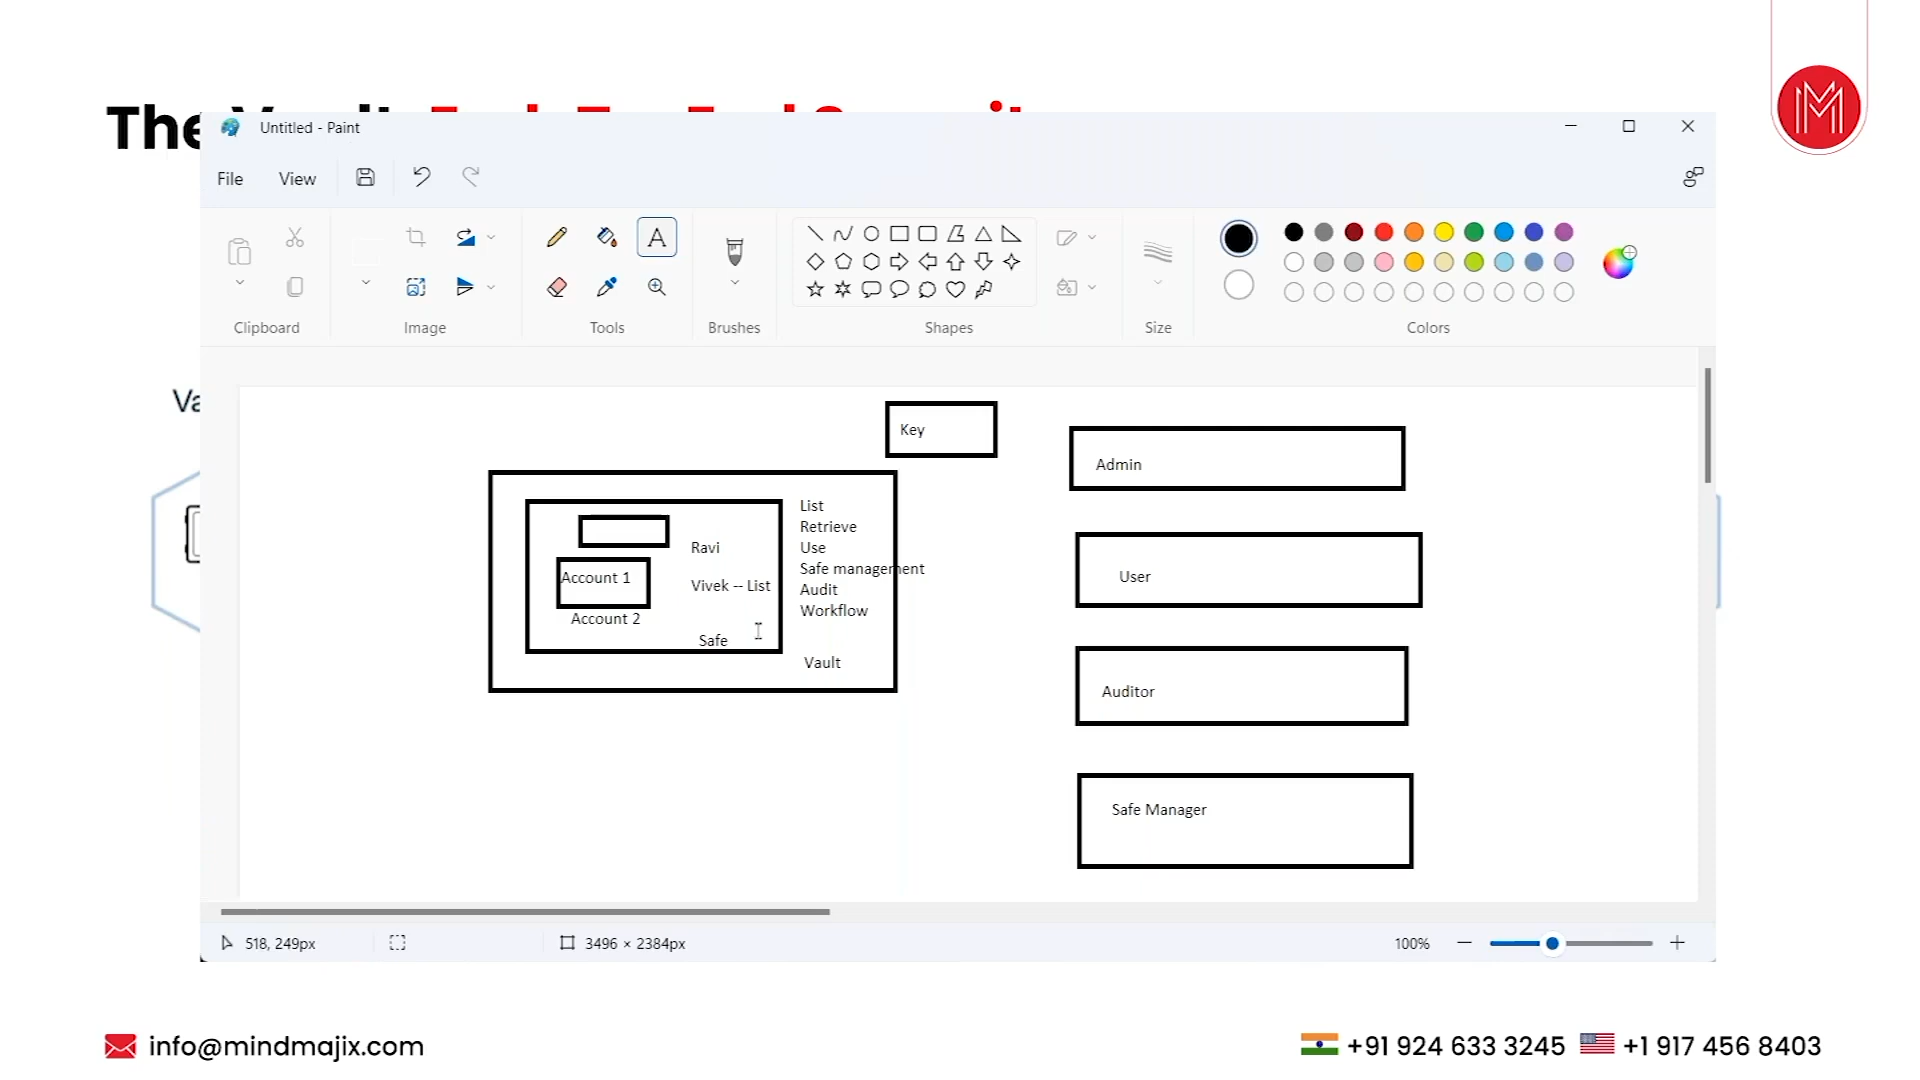 The
Untitled - Paint
File
View
Clipboard
Image
Tools
Brushes
Shapes
Size
Colors
Va
Key
Admin
List
Retrieve
Use
Safe management
Audit
Workflow
Ravi
Account 1
Vivek -- List
Account 2
Safe
Vault
User
Auditor
Safe Manager
518, 249px
3496 × 2384px
100%
info@mindmajix.com
+91 924 633 3245
+1 917 456 8403